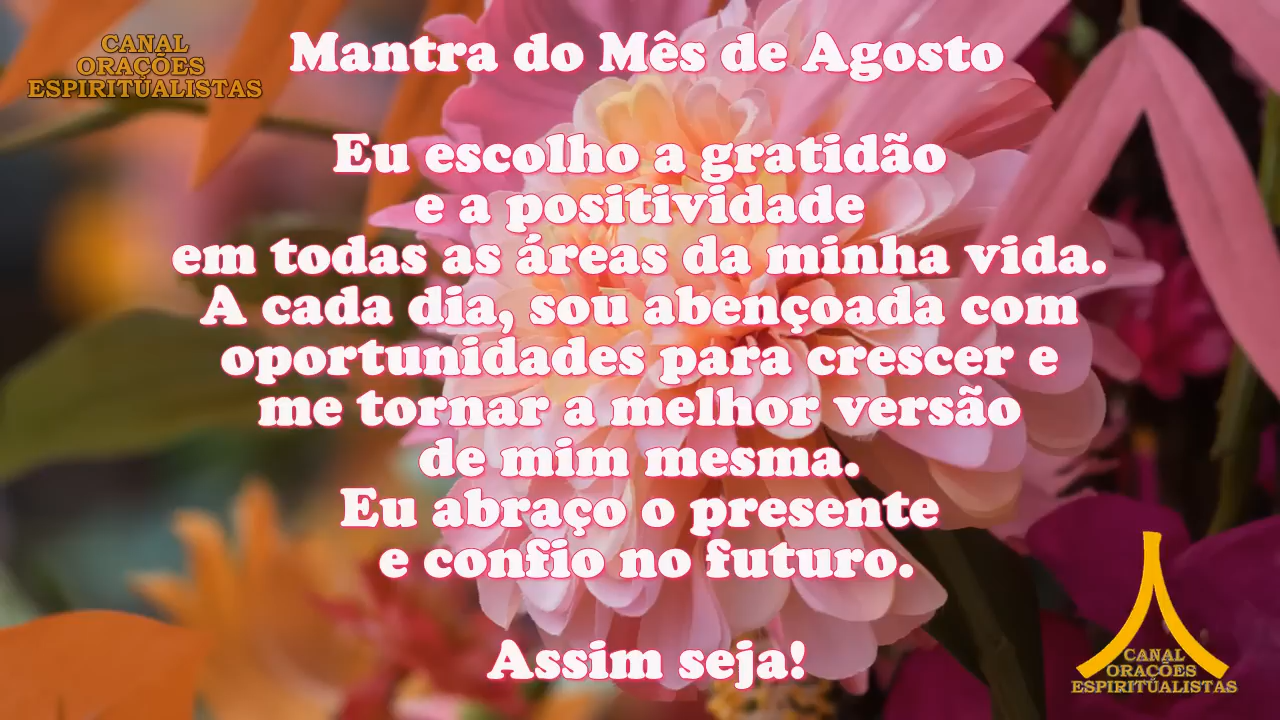 CANAL
ORAÇÕES
ESPIRITUALISTAS
Mantra do Mês de Agosto
Eu escolho a gratidão
e a positividade
em todas as áreas da minha vida.
A cada dia, sou abençoada com
oportunidades para crescer e
me tornar a melhor versão
de mim mesma.
Eu abraço o presente
e confio no futuro.
Assim seja!
CANAL
ORAÇÕES
ESPIRITUALISTAS